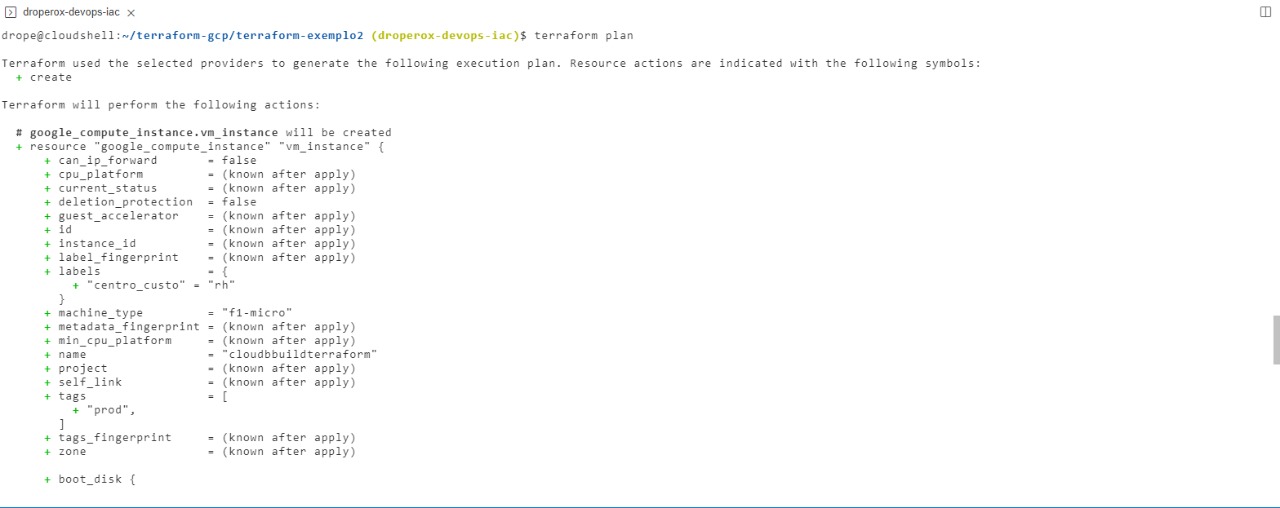 droperox-devops-iac ×
drope@cloudshell:~/terraform-gcp/terraform-exemplo2 (droperox-devops-iac)$ terraform plan
Terraform used the selected providers to generate the following execution plan. Resource actions are indicated with the following symbols:
+ create
Terraform will perform the following actions:
# google_compute_instance.vm_instance will be created
+ resource "google_compute_instance" "vm_instance" {
+ can_ip_forward = false
+ cpu_platform = (known after apply)
+ current_status = (known after apply)
+ deletion_protection = false
+ guest_accelerator = (known after apply)
+ id = (known after apply)
+ instance_id = (known after apply)
+ label_fingerprint = (known after apply)
+ labels = {
+ "centro_custo" = "rh"
}
+ machine_type = "f1-micro"
+ metadata_fingerprint = (known after apply)
+ min_cpu_platform = (known after apply)
+ name = "cloudbbuildterraform"
+ project = (known after apply)
+ self_link = (known after apply)
+ tags = [
+ "prod",
]
+ tags_fingerprint = (known after apply)
+ zone = (known after apply)
+ boot_disk {